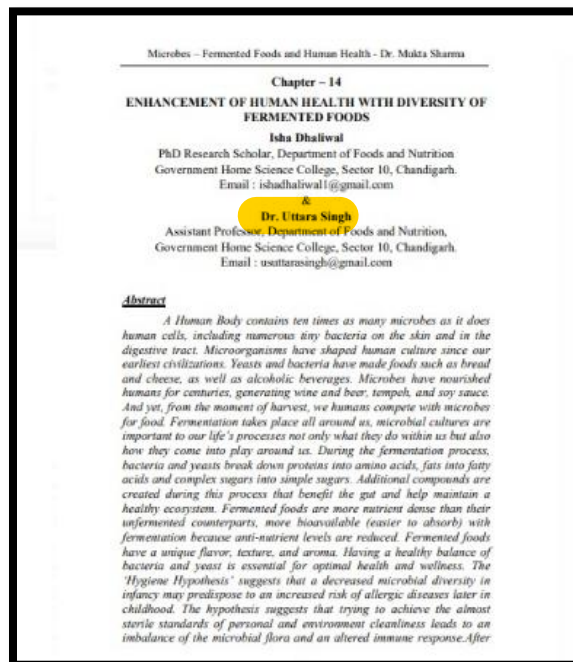 Microbes – Fermented Foods and Human Health - Dr. Mukta Sharma
Chapter – 14
ENHANCEMENT OF HUMAN HEALTH WITH DIVERSITY OF
FERMENTED FOODS
Isha Dhaliwal
PhD Research Scholar, Department of Foods and Nutrition
Government Home Science College, Sector 10, Chandigarh.
Email : ishadhaliwal1@gmail.com
&
Dr. Uttara Singh
Assistant Professor, Department of Foods and Nutrition,
Government Home Science College, Sector 10, Chandigarh.
Email : usuttarasingh@gmail.com
Abstract
A Human Body contains ten times as many microbes as it does
human cells, including numerous tiny bacteria on the skin and in the
digestive tract. Microorganisms have shaped human culture since our
earliest civilizations. Yeasts and bacteria have made foods such as bread
and cheese, as well as alcoholic beverages. Microbes have nourished
humans for centuries, generating wine and beer, tempeh, and soy sauce.
And yet, from the moment of harvest, we humans compete with microbes
for food. Fermentation takes place all around us, microbial cultures are
important to our life's processes not only what they do within us but also
how they come into play around us. During the fermentation process,
bacteria and yeasts break down proteins into amino acids, fats into fatty
acids and complex sugars into simple sugars. Additional compounds are
created during this process that benefit the gut and help maintain a
healthy ecosystem. Fermented foods are more nutrient dense than their
unfermented counterparts, more bioavailable (easier to absorb) with
fermentation because anti-nutrient levels are reduced. Fermented foods
have a unique flavor, texture, and aroma. Having a healthy balance of
bacteria and yeast is essential for optimal health and wellness. The
'Hygiene Hypothesis' suggests that a decreased microbial diversity in
infancy may predispose to an increased risk of allergic diseases later in
childhood. The hypothesis suggests that trying to achieve the almost
sterile standards of personal and environment cleanliness leads to an
imbalance of the microbial flora and an altered immune response.After